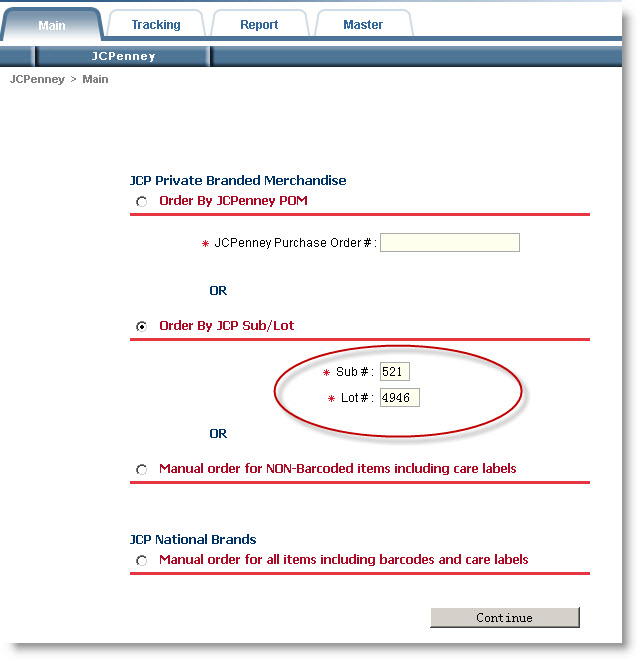 Main Tracking Report Master
JCPenney
JCPenney > Main
JCP Private Branded Merchandise
Order By JCPenney POM
* JCPenney Purchase Order # :
OR
Order By JCP Sub/Lot
* Sub # : 521
* Lot # : 4946
OR
Manual order for NON-Barcoded items including care labels
JCP National Brands
Manual order for all items including barcodes and care labels
Continue